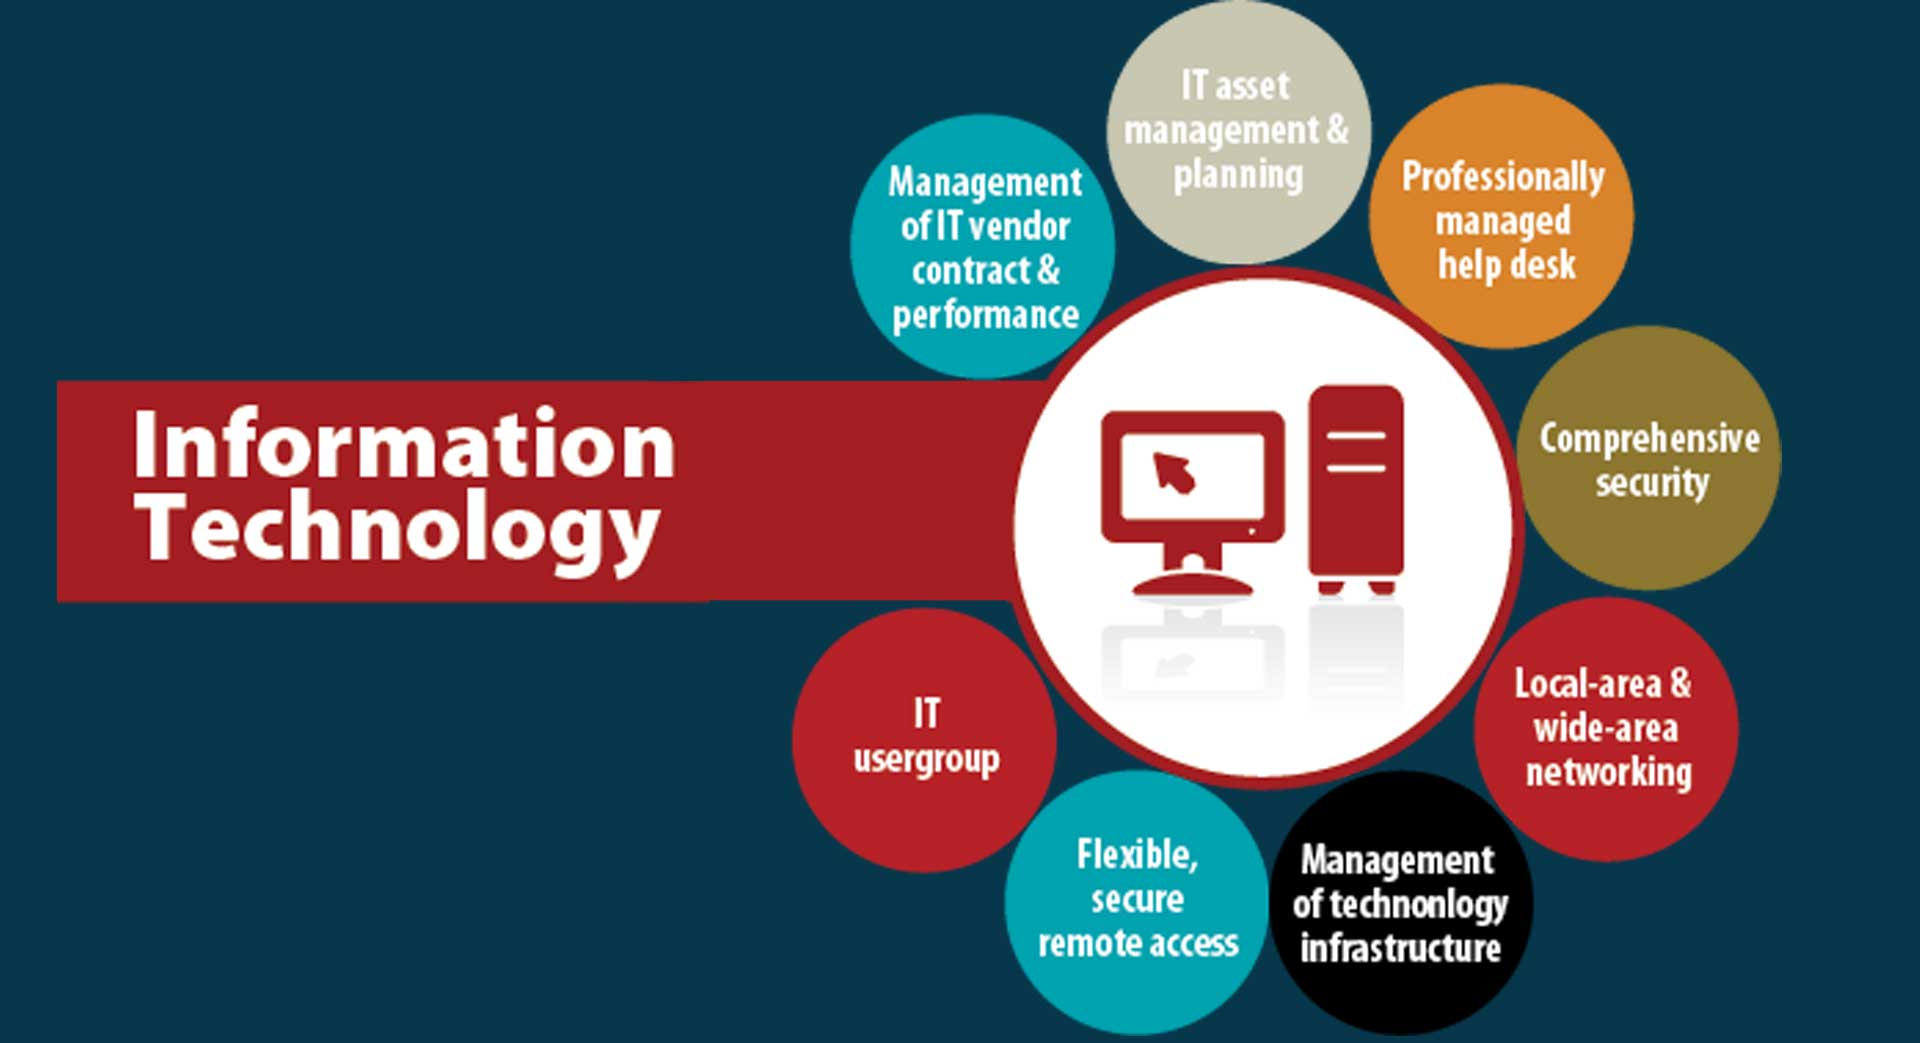 Information
Technology
Management
of IT vendor
contract &
performance
IT asset
management &
planning
Professionally
managed
help desk
Comprehensive
security
Local-area &
wide-area
networking
Management
of technonlogy
infrastructure
Flexible,
secure
remote access
IT
usergroup